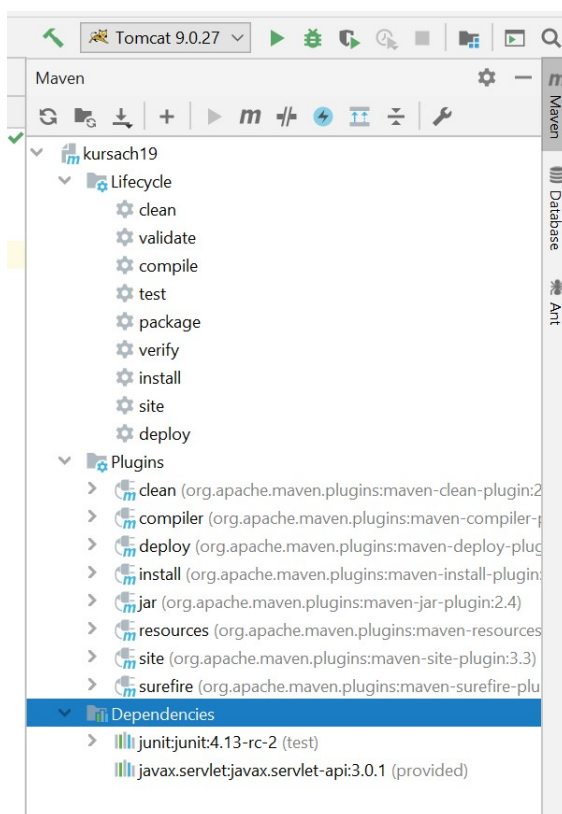 Tomcat 9.0.27
Maven
kursach19
Lifecycle
clean
validate
compile
test
package
verify
install
site
deploy
Plugins
clean (org.apache.maven.plugins:maven-clean-plugin:2
compiler (org.apache.maven.plugins:maven-compiler-p
deploy (org.apache.maven.plugins:maven-deploy-plug
install (org.apache.maven.plugins:maven-install-plugin:
jar (org.apache.maven.plugins:maven-jar-plugin:2.4)
resources (org.apache.maven.plugins:maven-resources
site (org.apache.maven.plugins:maven-site-plugin:3.3)
surefire (org.apache.maven.plugins:maven-surefire-plu
Dependencies
junit:junit:4.13-rc-2 (test)
javax.servlet:javax.servlet-api:3.0.1 (provided)
Maven
Database
Ant